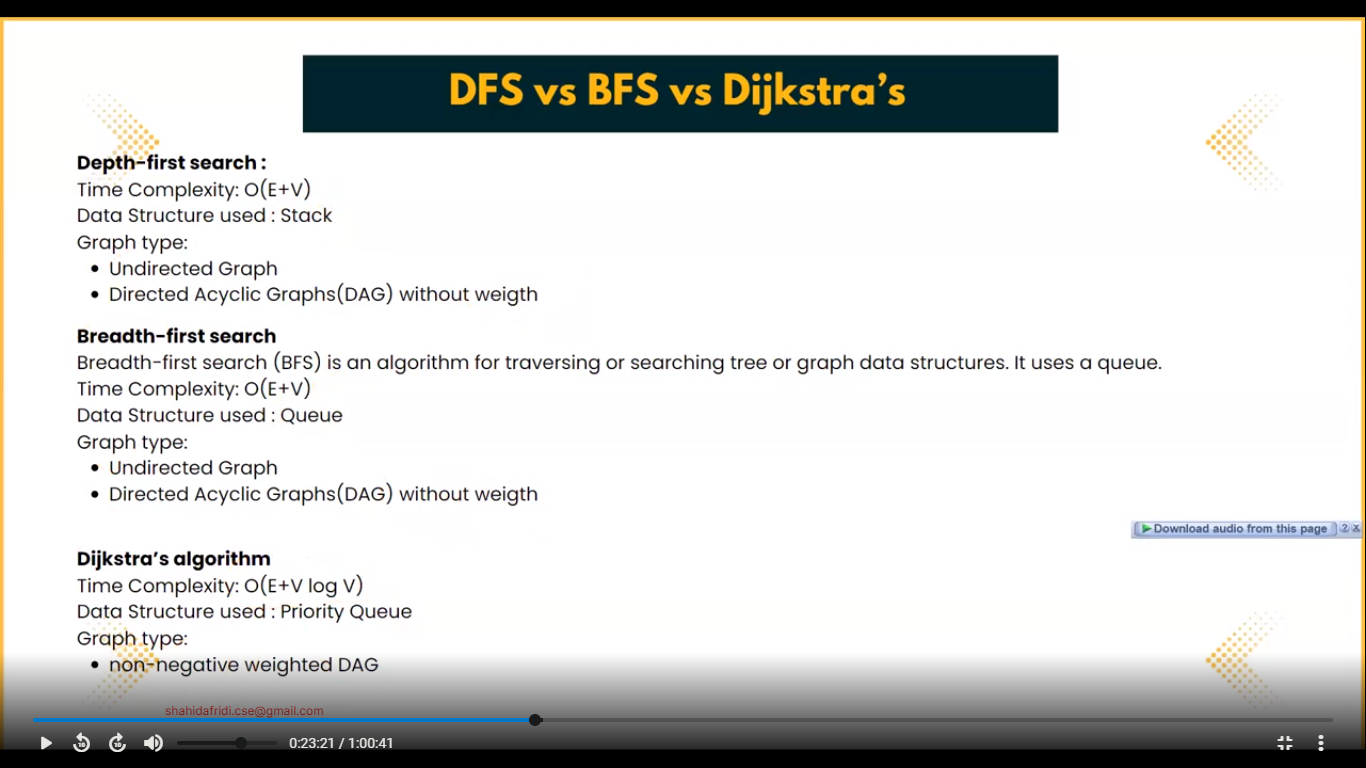 DFS vs BFS vs Dijkstra's
Depth-first search :
Time Complexity: O(E+V)
Data Structure used : Stack
Graph type:
• Undirected Graph
• Directed Acyclic Graphs(DAG) without weigth
Breadth-first search
Breadth-first search (BFS) is an algorithm for traversing or searching tree or graph data structures. It uses a queue.
Time Complexity: O(E+V)
Data Structure used : Queue
Graph type:
• Undirected Graph
• Directed Acyclic Graphs(DAG) without weigth
Download audio from this page ? x
Dijkstra's algorithm
Time Complexity: O(E+V log V)
Data Structure used : Priority Queue
Graph type:
• non-negative weighted DAG
shahidafridi.cse@gmail.com
10 10 0:23:21 / 1:00:41